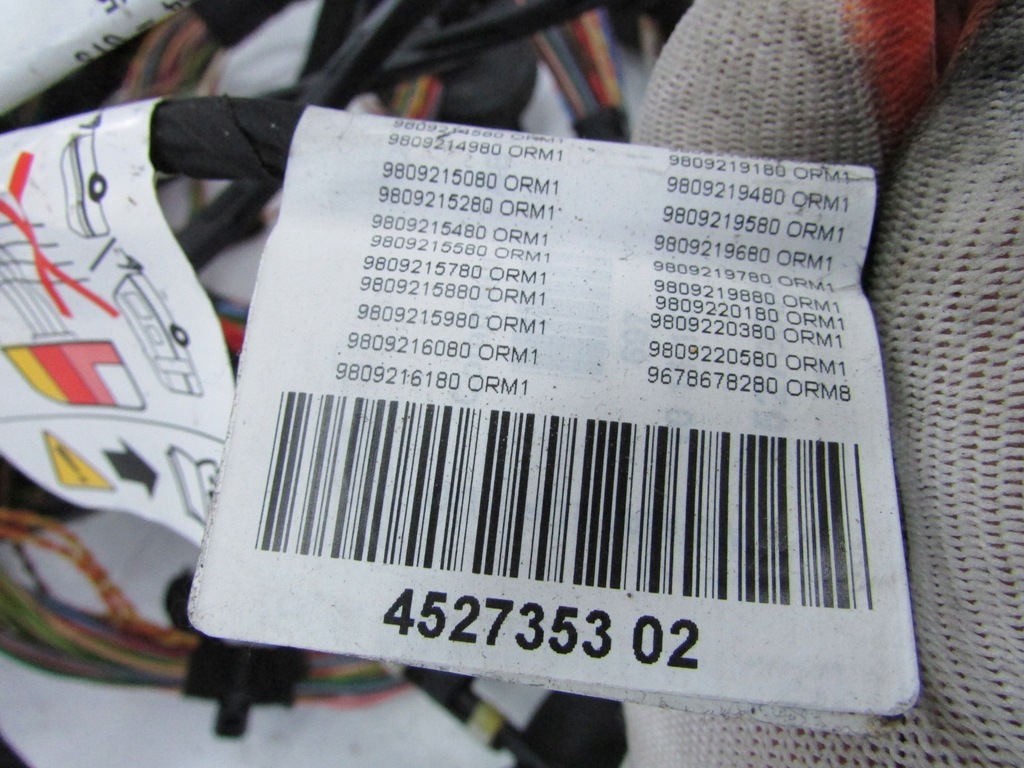 9809214580 ORM1
9809214980 ORM1
9809215080 ORM1
9809215280 ORM1
9809215480 ORM1
9809215580 ORM1
9809215780 ORM1
9809215880 ORM1
9809215980 ORM1
9809216080 ORM1
9809216180 ORM1
9809219180 ORM1
9809219480 ORM1
9809219580 ORM1
9809219680 ORM1
9809219780 ORM1
9809219880 ORM1
9809220180 ORM1
9809220380 ORM1
9809220580 ORM1
9678678280 ORM8
4527353 02